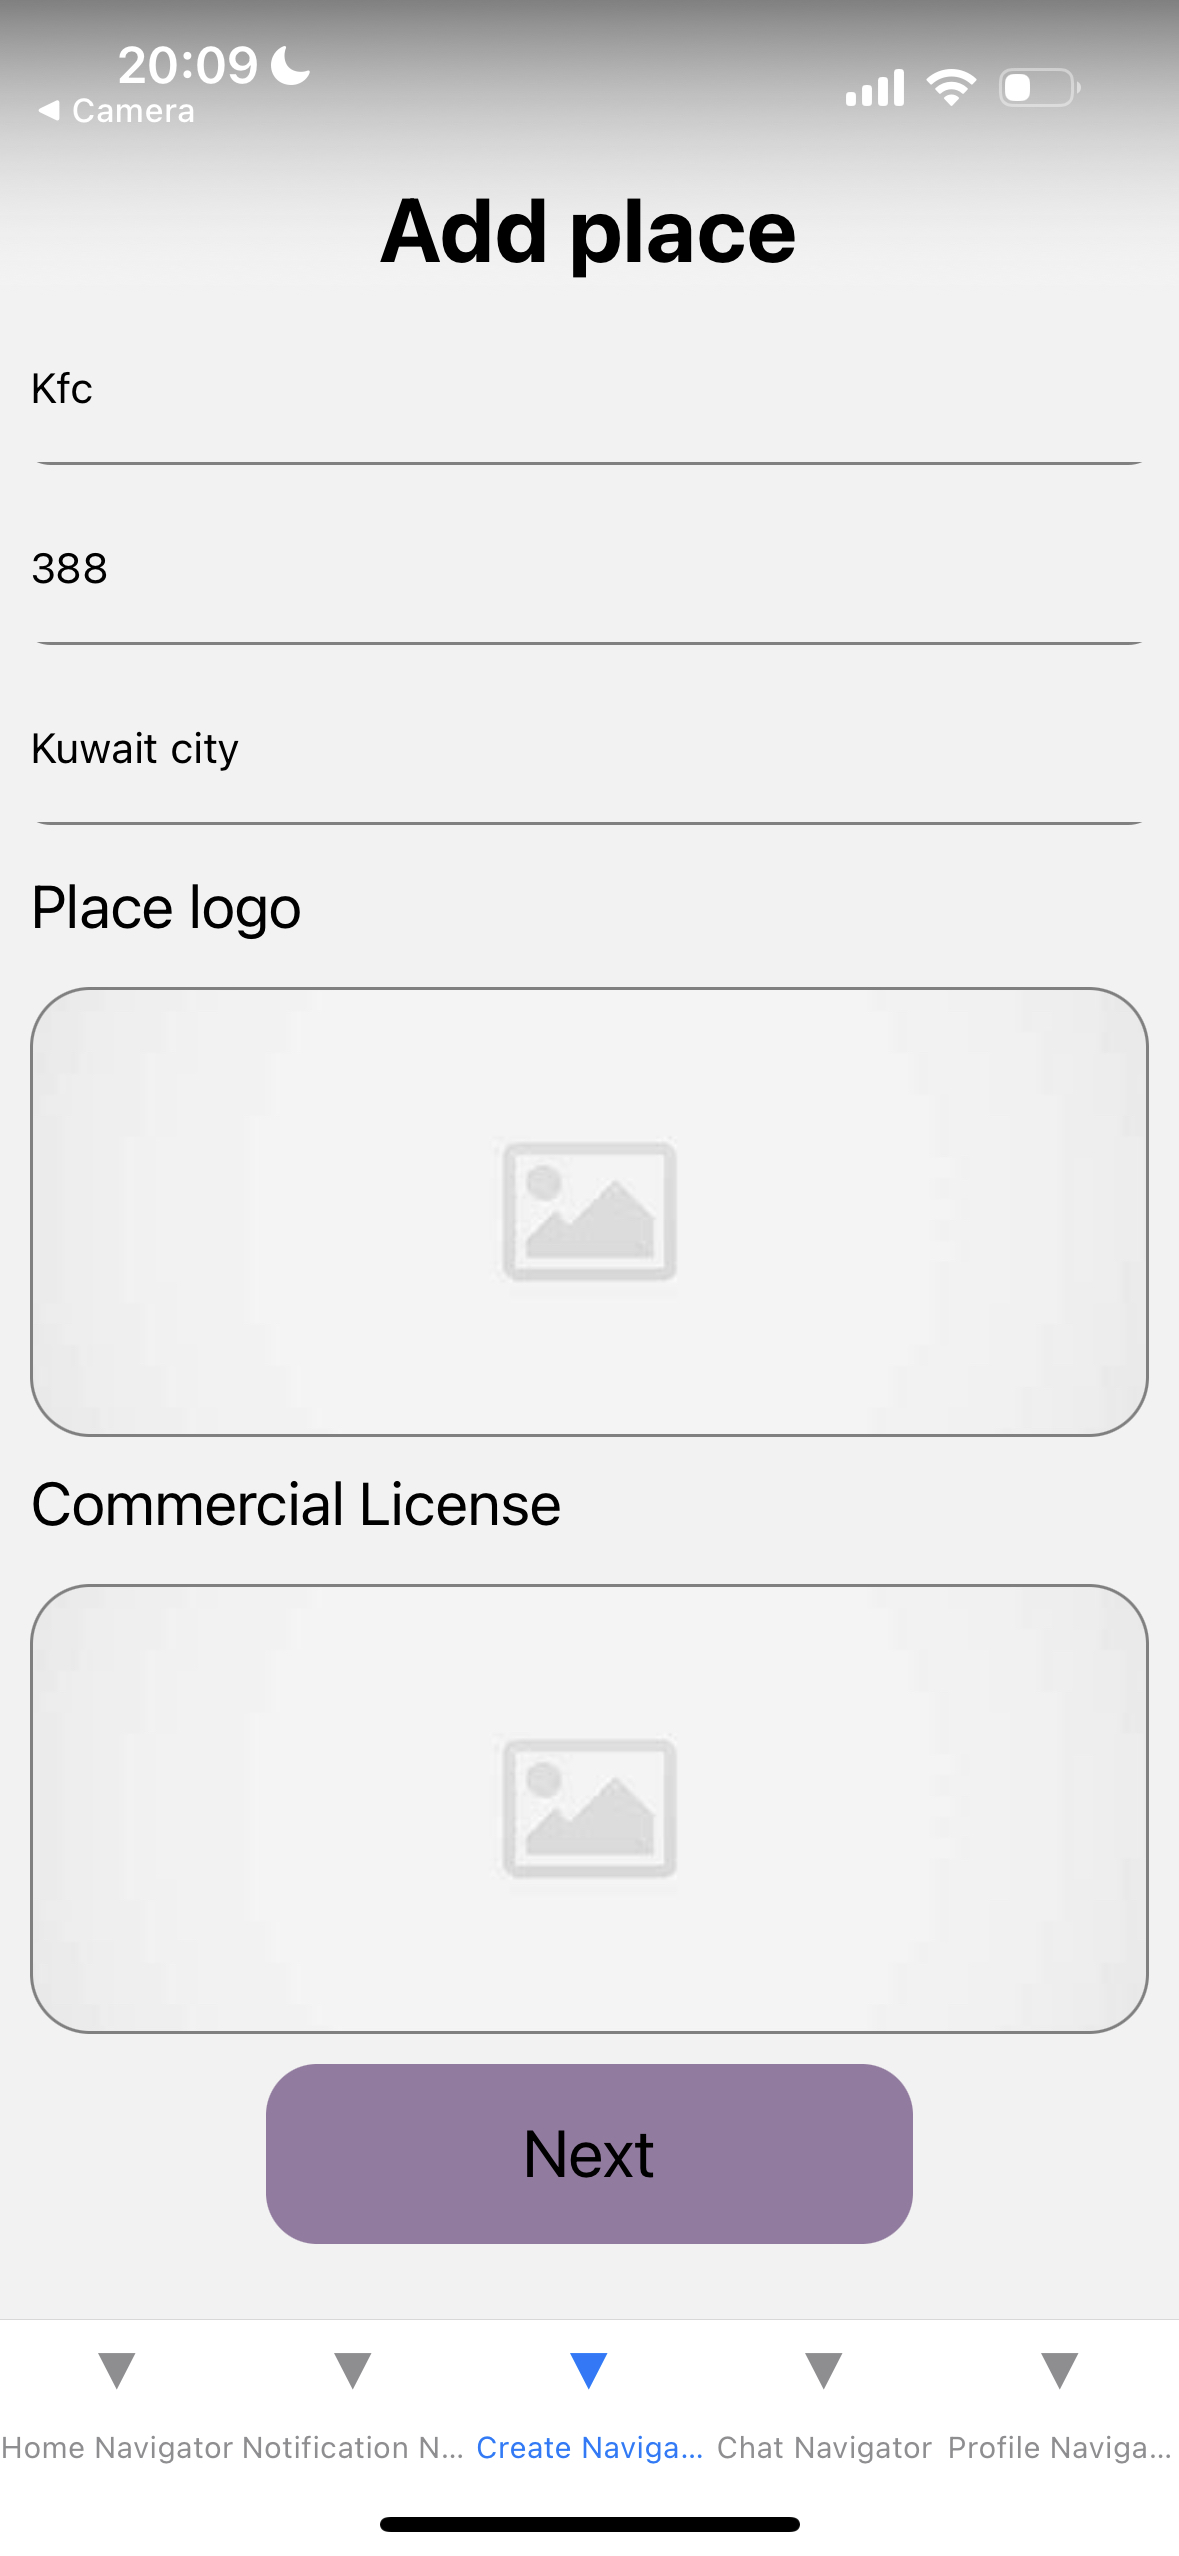 20:09
Camera
Add place
Kfc
388
Kuwait city
Place logo
Commercial License
Next
Home Navigator Notification N... Create Naviga... Chat Navigator Profile Naviga...